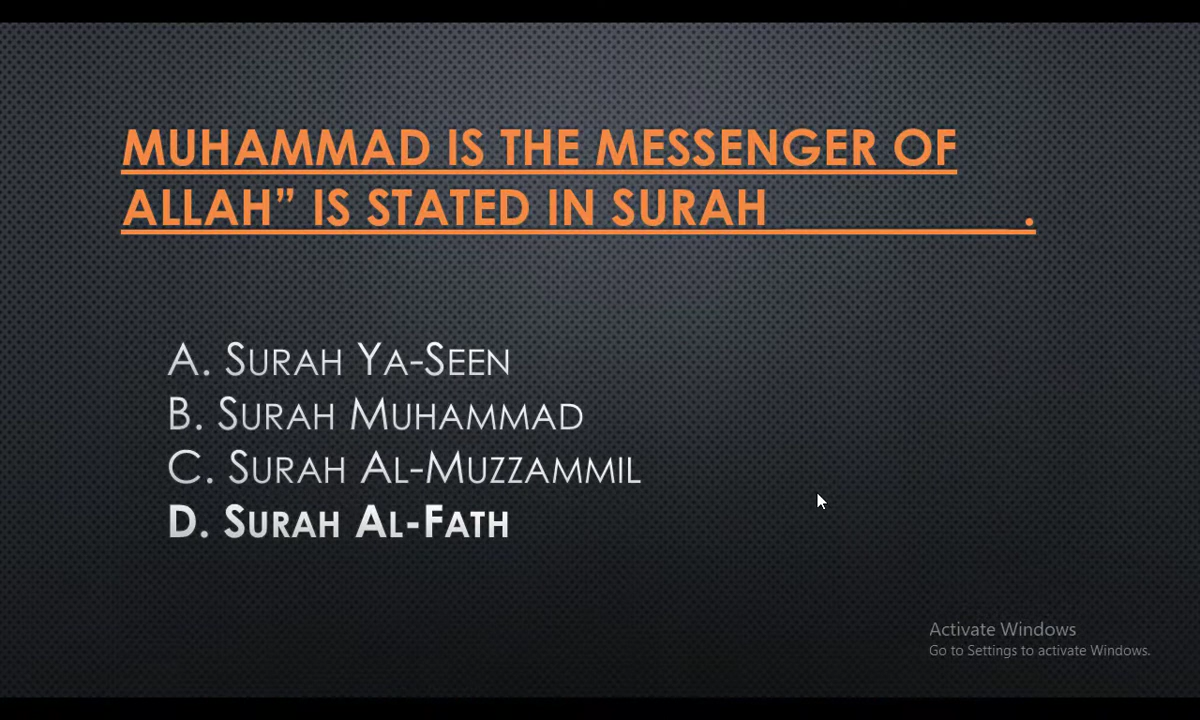 MUHAMMAD IS THE MESSENGER OF
ALLAH” IS STATED IN SURAH ________.
A. SURAH YA-SEEN
B. SURAH MUHAMMAD
C. SURAH AL-MUZZAMMIL
D. SURAH AL-FATH
Activate Windows
Go to Settings to activate Windows.